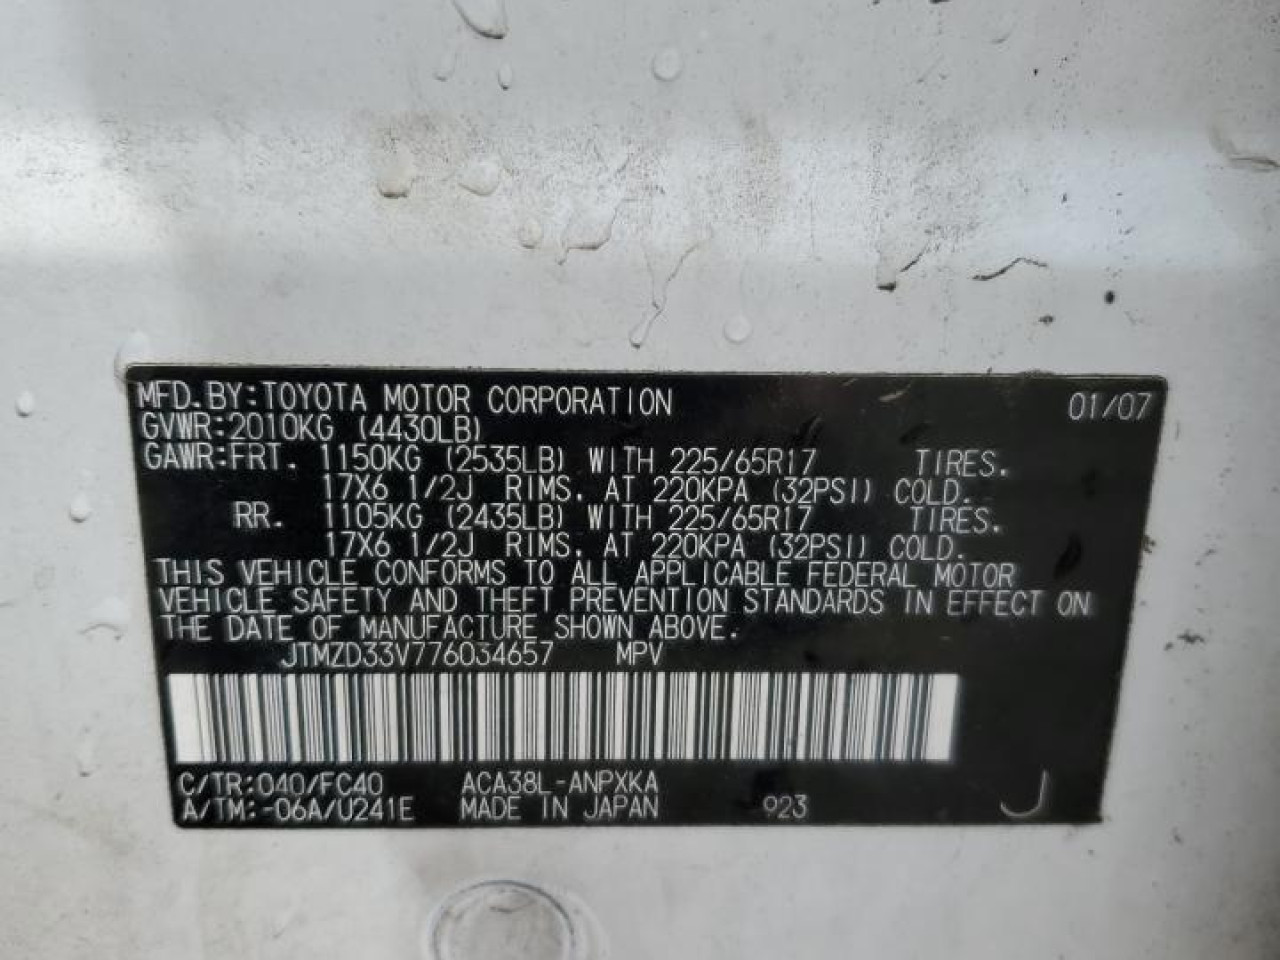 MFD.BY:TOYOTA MOTOR CORPORATION 01/07
GVWR:2010KG (4430LB)
GAWR:FRT. 1150KG (2535LB) WITH 225/65R17 TIRES.
17X6 1/2J RIMS. AT 220KPA (32PSI) COLD.
RR. 1105KG (2435LB) WITH 225/65R17 TIRES.
17X6 1/2J RIMS. AT 220KPA (32PSI) COLD.
THIS VEHICLE CONFORMS TO ALL APPLICABLE FEDERAL MOTOR
VEHICLE SAFETY AND THEFT PREVENTION STANDARDS IN EFFECT ON
THE DATE OF MANUFACTURE SHOWN ABOVE.
JTMZD33V776034657 MPV
C/TR:040/FC40 ACA38L-ANPXKA
A/TM:-06A/U241E MADE IN JAPAN 923 J